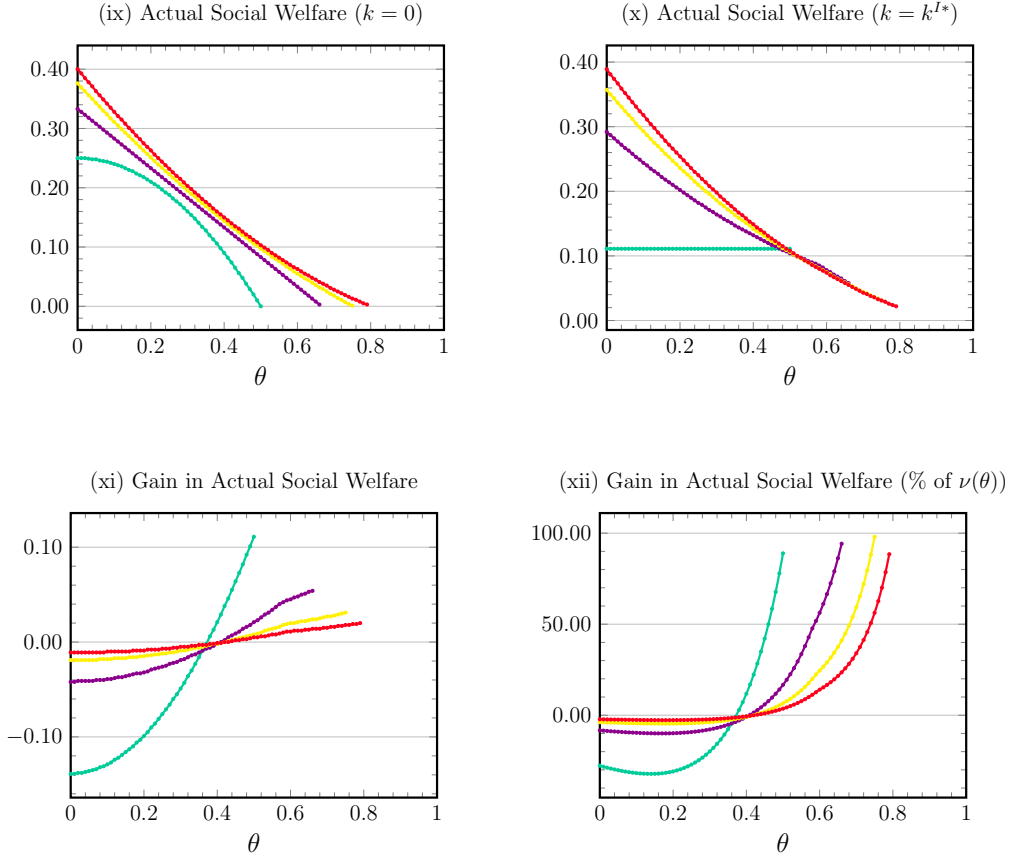 (ix) Actual Social Welfare (k = 0)
0.40
0.30
0.20
0.10
0.00
0 0.2 0.4 0.6 0.8 1
θ
(x) Actual Social Welfare (k = k^{I*})
0.40
0.30
0.20
0.10
0.00
0 0.2 0.4 0.6 0.8 1
θ
(xi) Gain in Actual Social Welfare
0.10
0.00
−0.10
0 0.2 0.4 0.6 0.8 1
θ
(xii) Gain in Actual Social Welfare (% of ν(θ))
100.00
50.00
0.00
0 0.2 0.4 0.6 0.8 1
θ